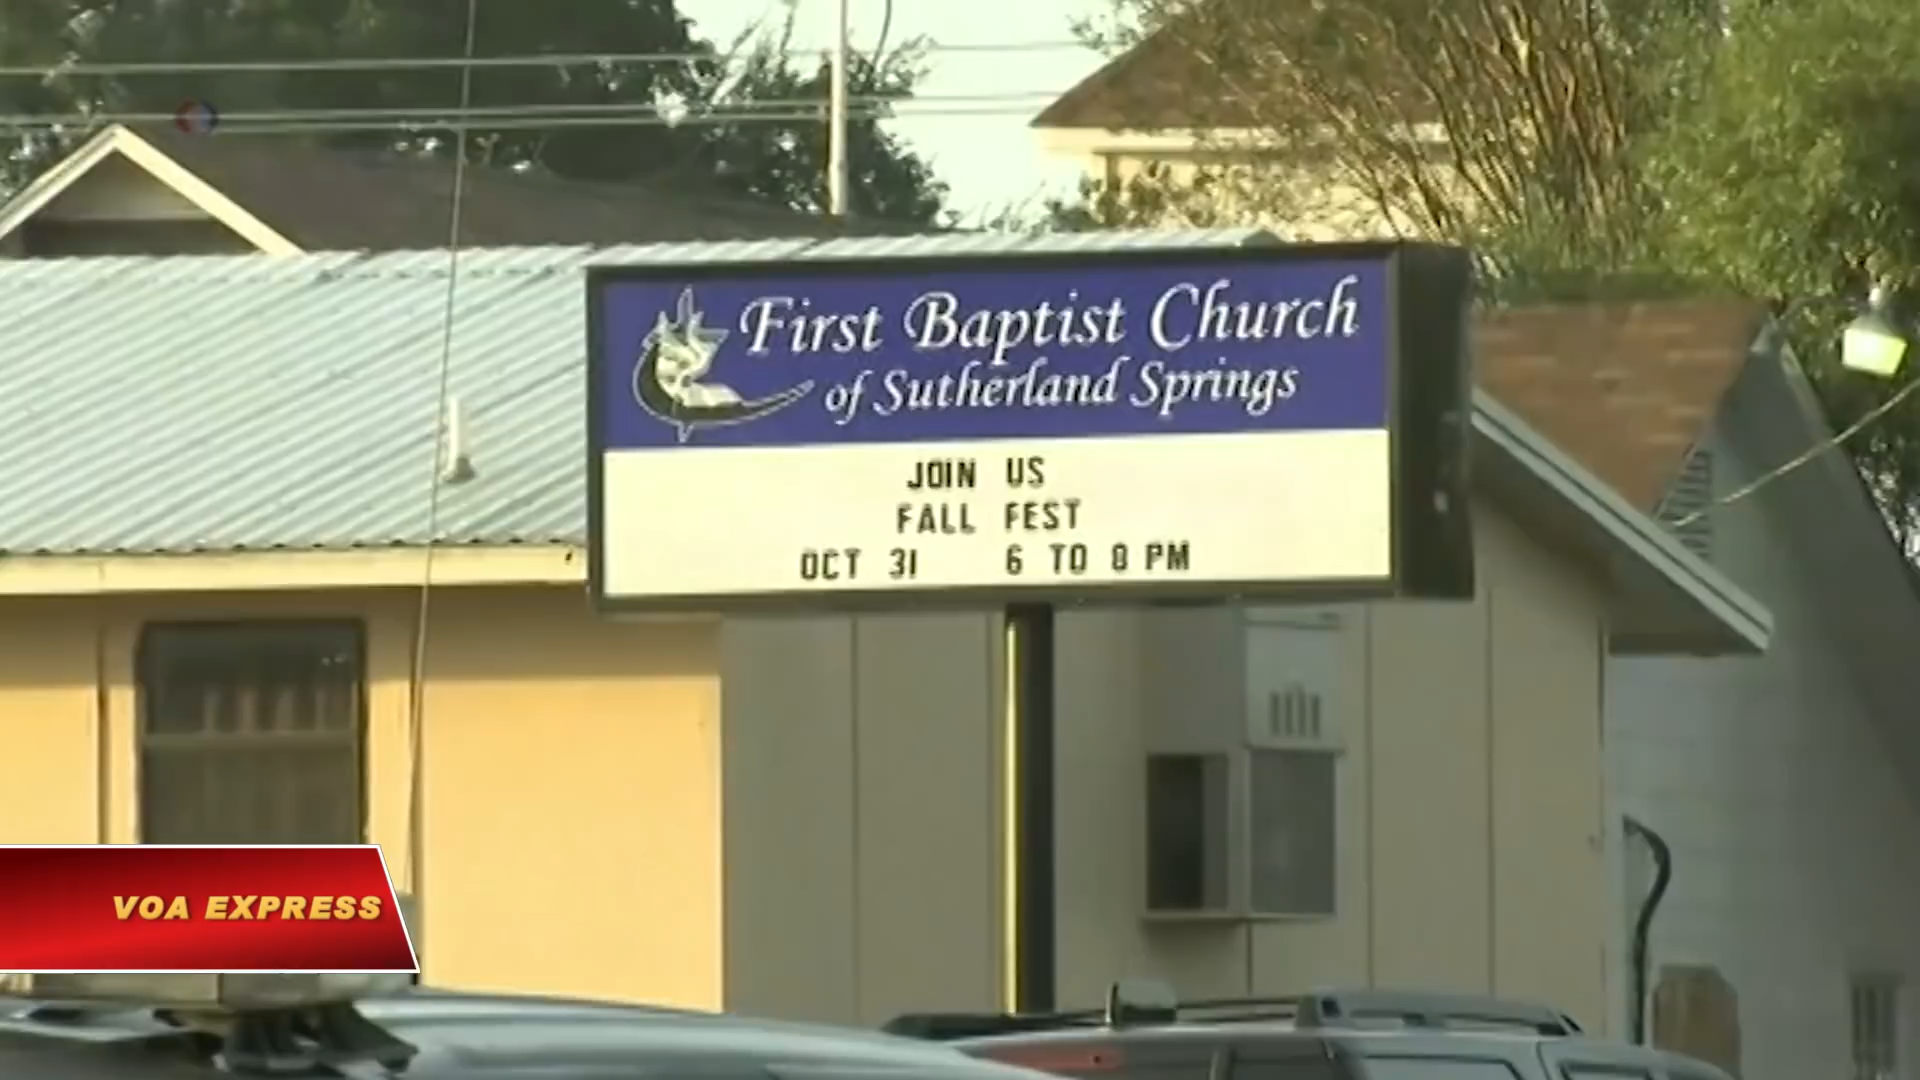 First Baptist Church
of Sutherland Springs
JOIN US
FALL FEST
OCT 31 6 TO 8 PM
VOA EXPRESS